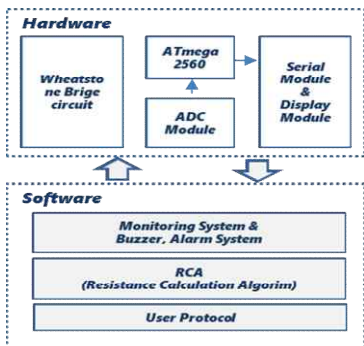 Hardware
Wheatsto
ne Brige
circuit
ATmega
2560
ADC
Module
Serial
Module
&
Display
Module
Software
Monitoring System &
Buzzer, Alarm System
RCA
(Resistance Calculation Algorim)
User Protocol